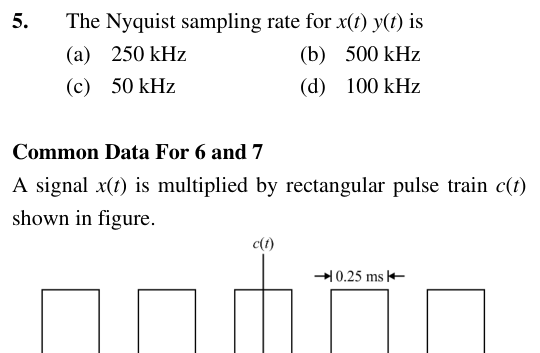 5. The Nyquist sampling rate for x(t) y(t) is
(a) 250 kHz (b) 500 kHz
(c) 50 kHz (d) 100 kHz
Common Data For 6 and 7
A signal x(t) is multiplied by rectangular pulse train c(t)
shown in figure.
c(t)
0.25 ms